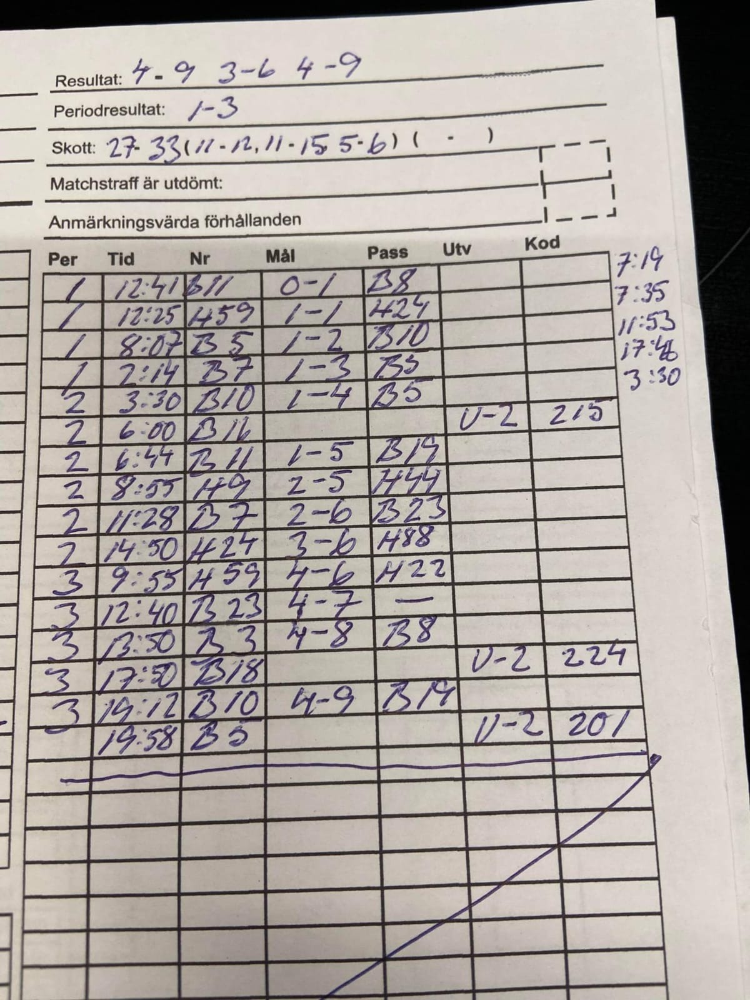 Resultat: 4-9 3-6 4-9
Periodresultat: 1-3
Skott: 27-33 (11-12, 11-15, 5-6) ( - )
Matchstraff är utdömt:
Anmärkningsvärda förhållanden
Per Tid Nr Mål Pass Utv Kod
1 12:41 B11 0-1 B8 7:19
1 12:25 H59 1-1 H24 7:35
1 8:07 B5 1-2 B10 11:53
1 2:14 B7 1-3 B5 17:46
2 3:30 B10 1-4 B5 3:30
2 6:00 B16 U-2 215
2 6:44 B11 1-5 B19
2 8:55 H9 2-5 H44
2 11:28 B7 2-6 B23
2 14:50 H24 3-6 H88
3 9:55 H59 4-6 H22
3 12:40 B23 4-7 —
3 13:50 B3 4-8 B8
3 17:50 B18 U-2 224
3 19:12 B10 4-9 B19
19:58 B5 U-2 201